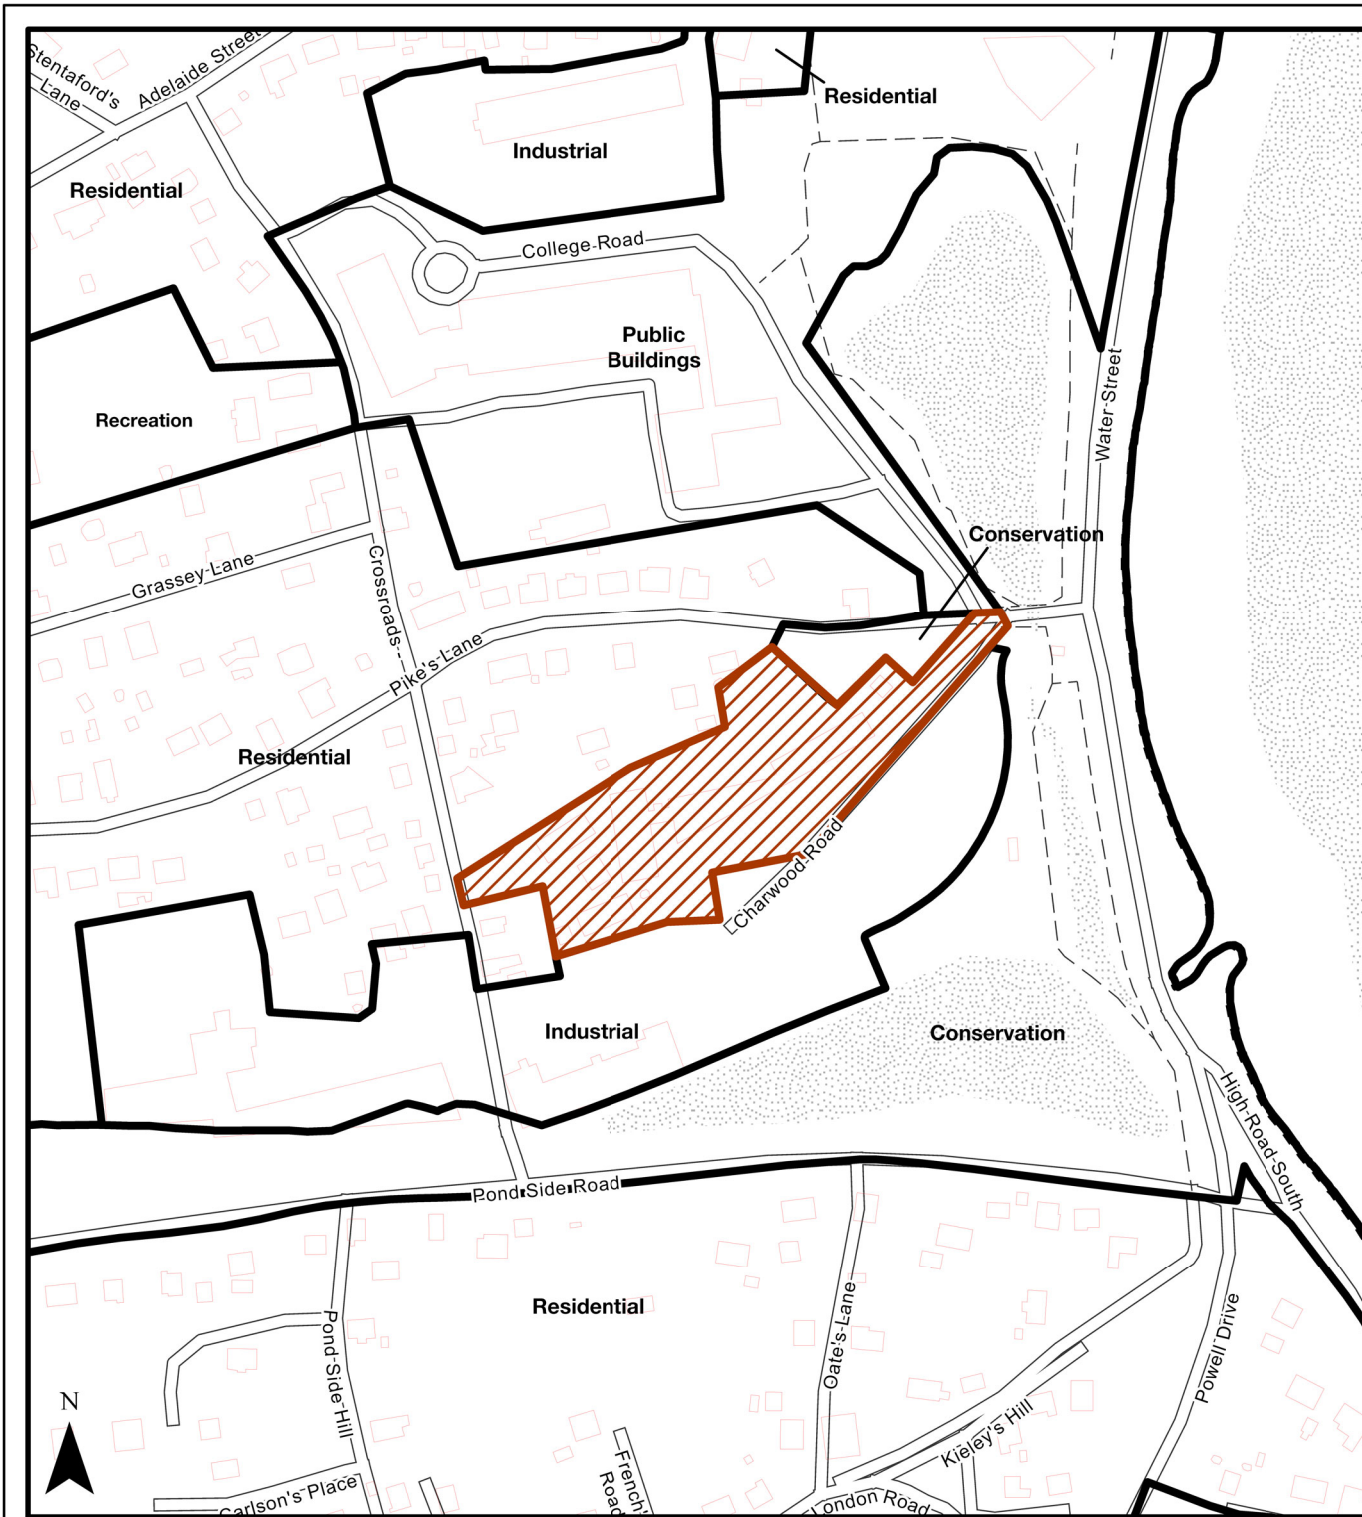 Stentaford's
Lane
Adelaide Street
Residential
Residential
Industrial
College Road
Public
Buildings
Recreation
Water Street
Conservation
Grassey Lane
Crossroads
Pike's Lane
Residential
Charwood Road
Industrial
Conservation
High Road South
Pond Side Road
Residential
Pond Side Hill
Oate's Lane
Powell Drive
Kieley's Hill
N
Carlson's Place
French's
Road
London Road